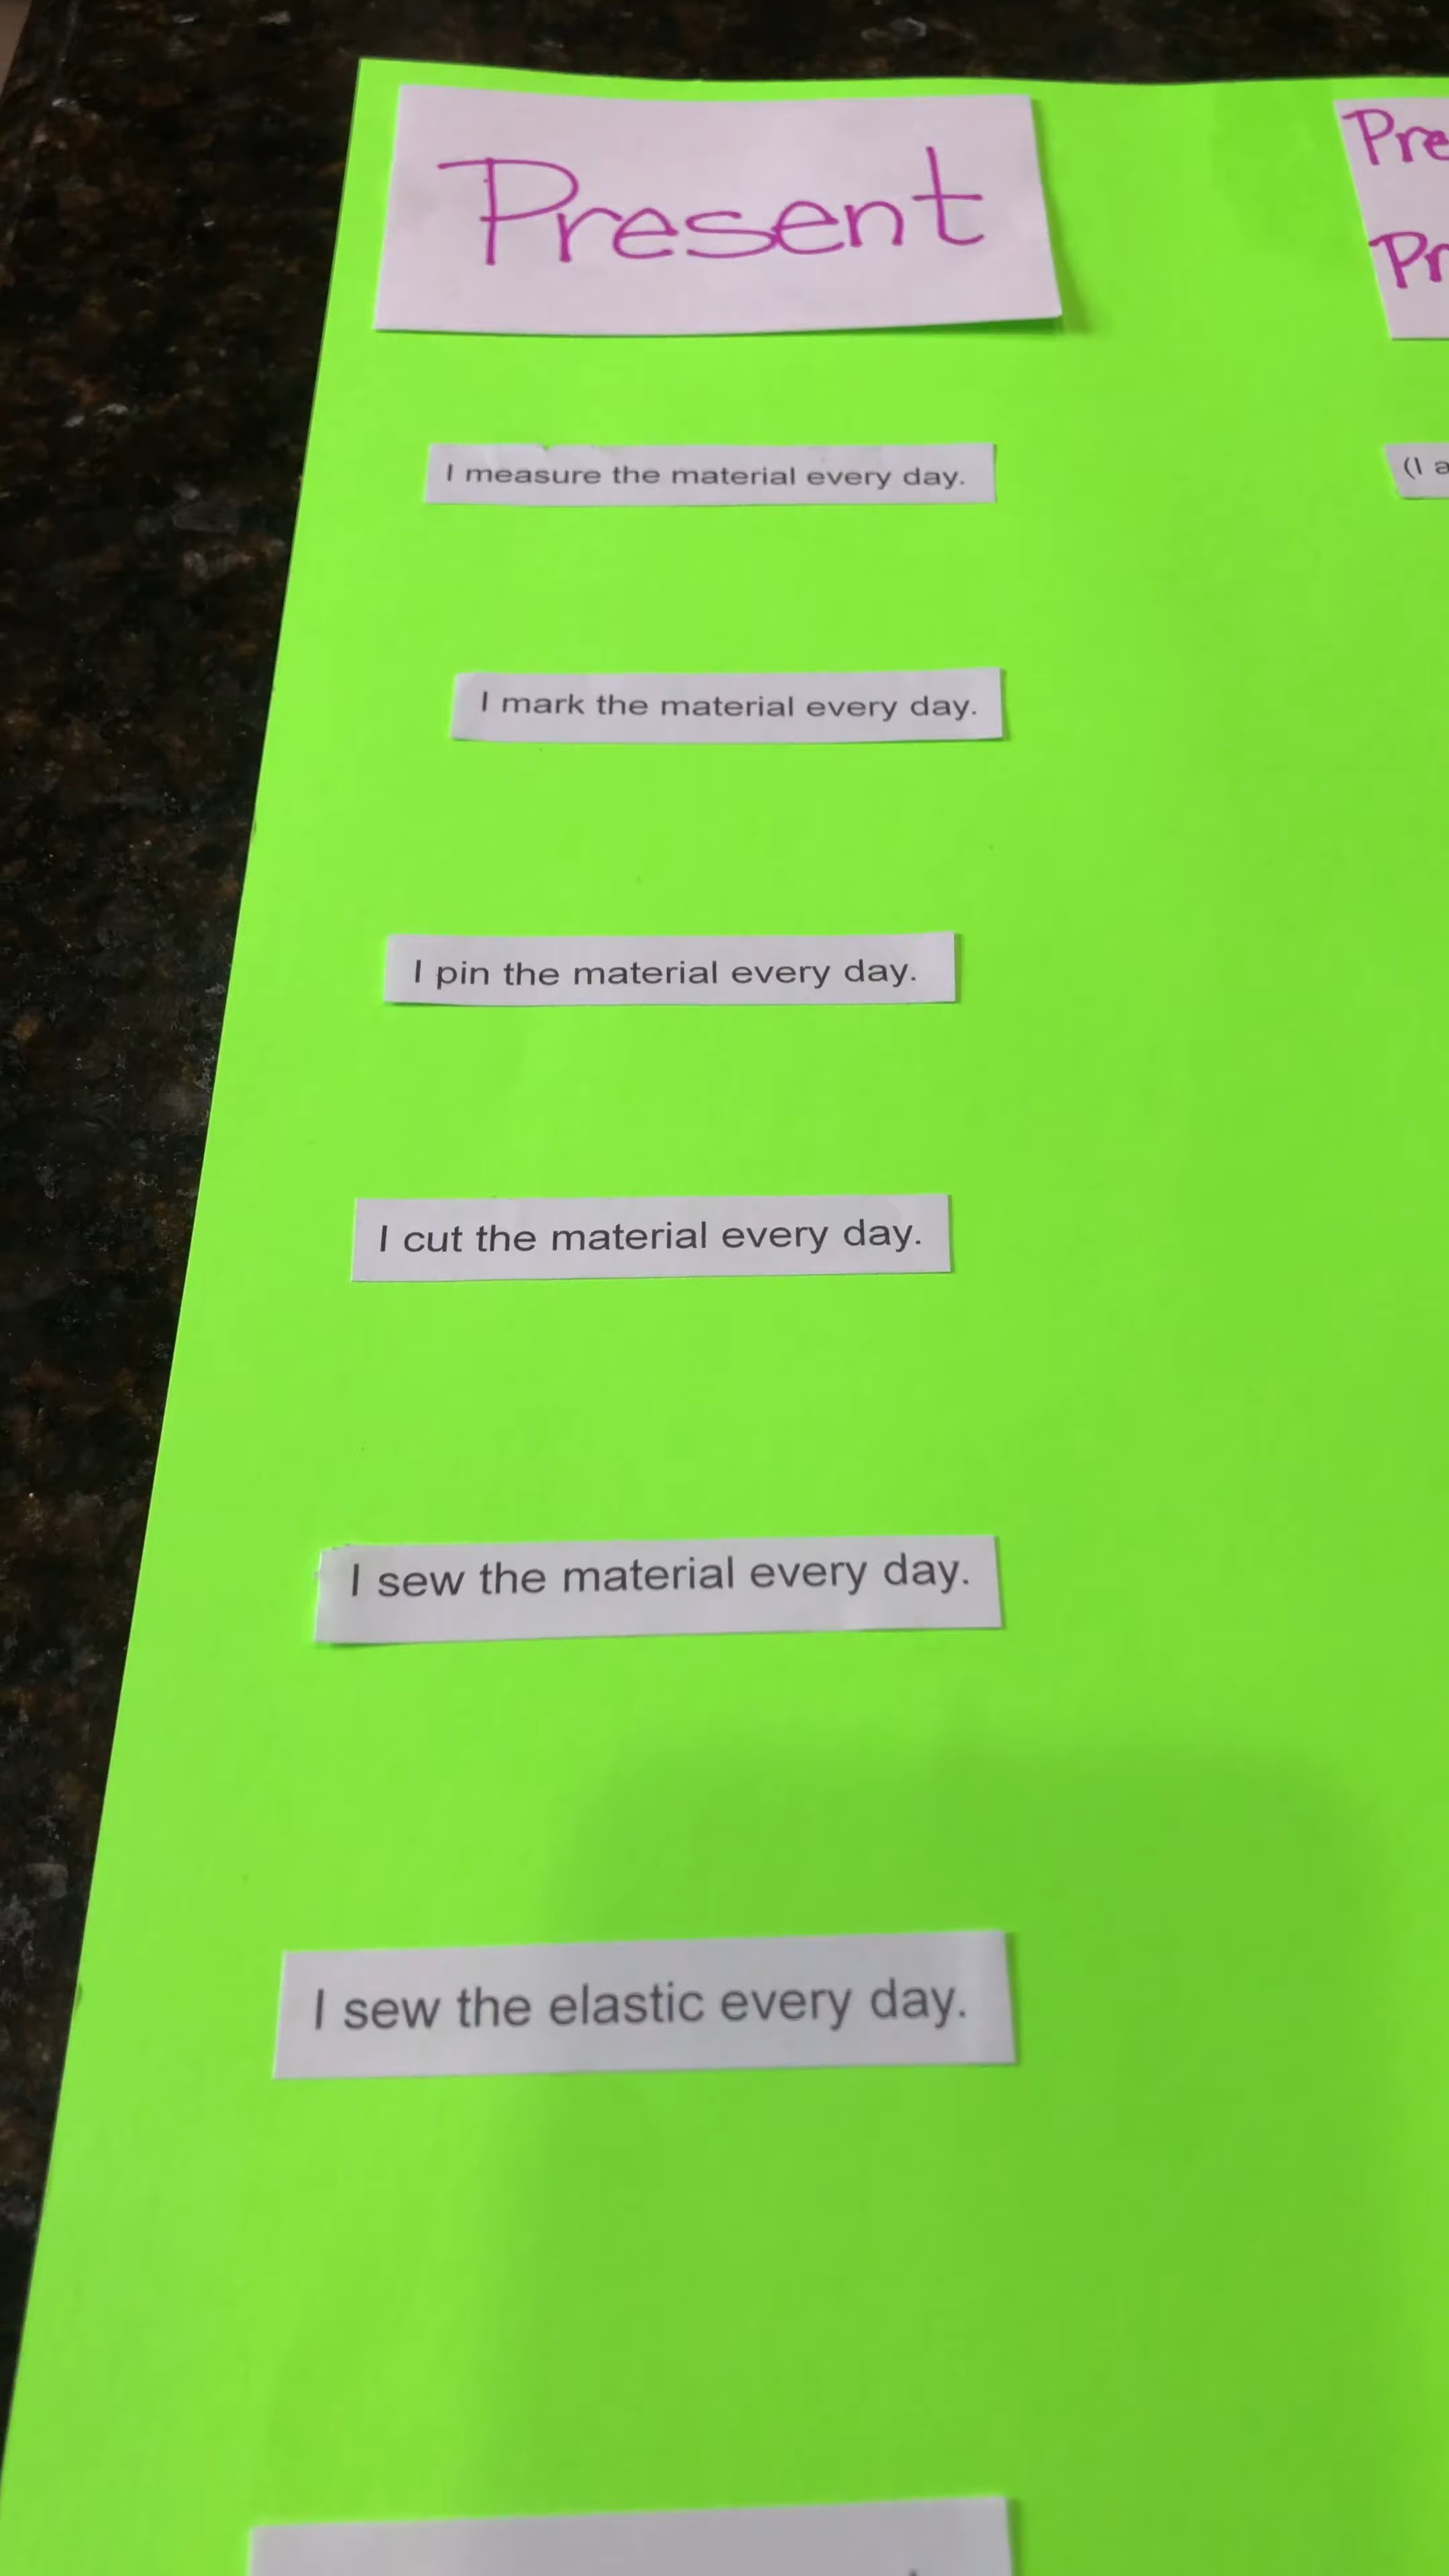 Present
I measure the material every day.
I mark the material every day.
I pin the material every day.
I cut the material every day.
I sew the material every day.
I sew the elastic every day.